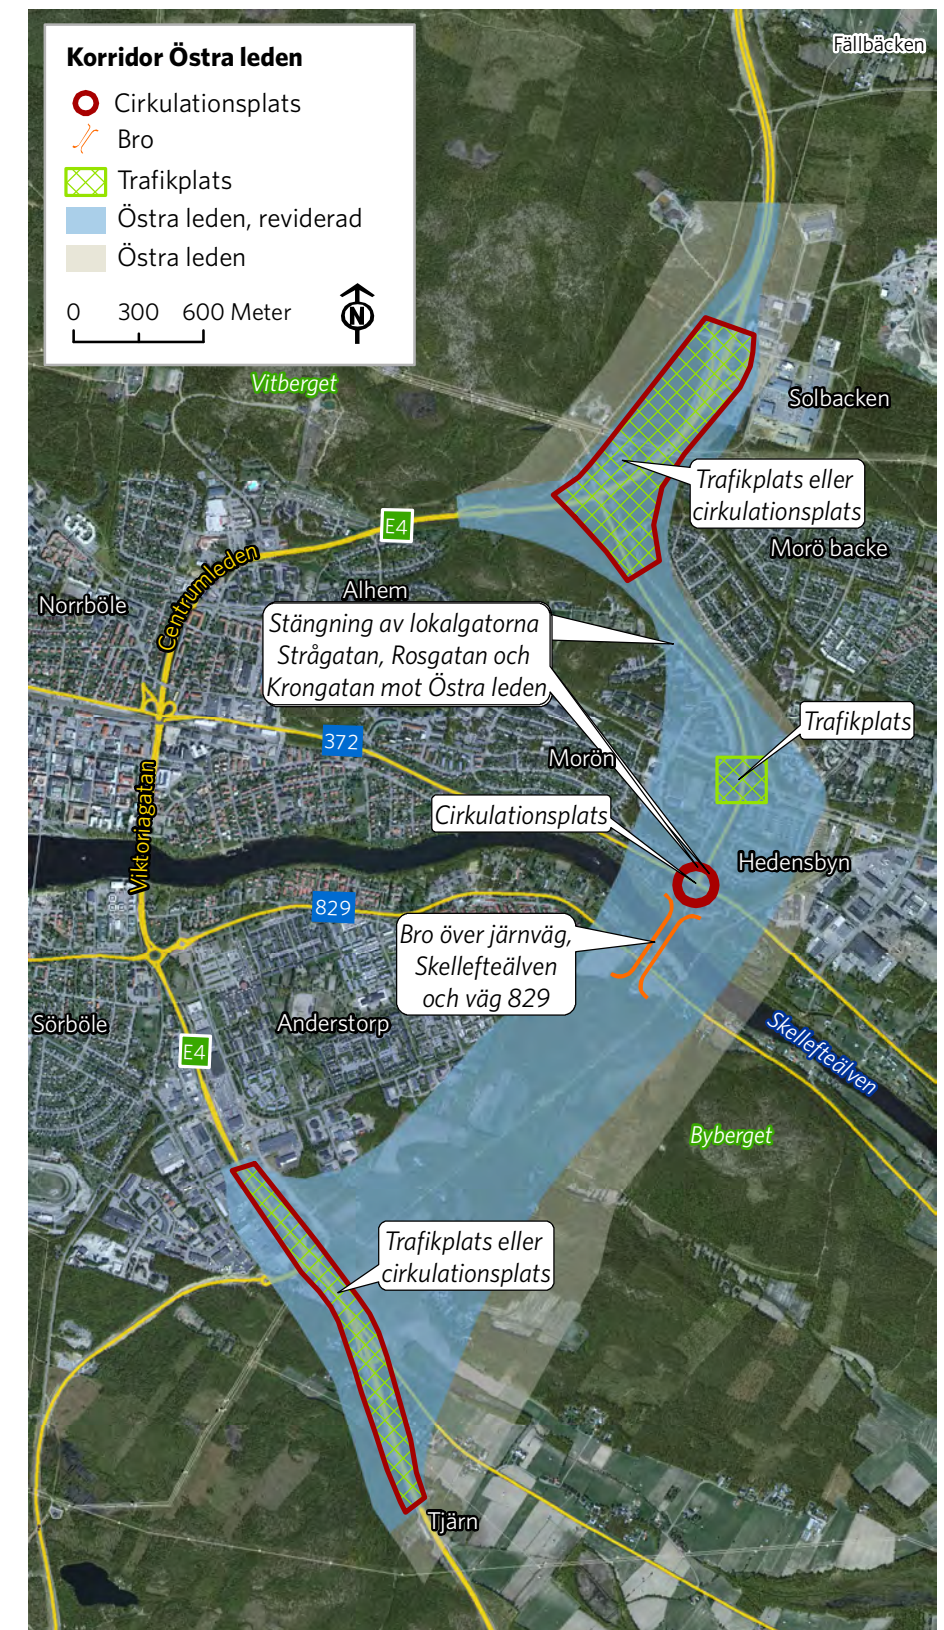 Korridor Östra leden
Cirkulationsplats
Bro
Trafikplats
Östra leden, reviderad
Östra leden
0 300 600 Meter
N
Fällbäcken
Vitberget
Solbacken
Trafikplats eller
cirkulationsplats
E4
Morö backe
Centrumleden
Alhem
Norrböle
Stängning av lokalgatorna
Strågatan, Rosgatan och
Krongatan mot Östra leden
Trafikplats
372
Morön
Viktoriagatan
Cirkulationsplats
Hedensbyn
829
Bro över järnväg,
Skellefteälven
och väg 829
Sörböle
Anderstorp
E4
Skellefteälven
Byberget
Trafikplats eller
cirkulationsplats
Tjärn